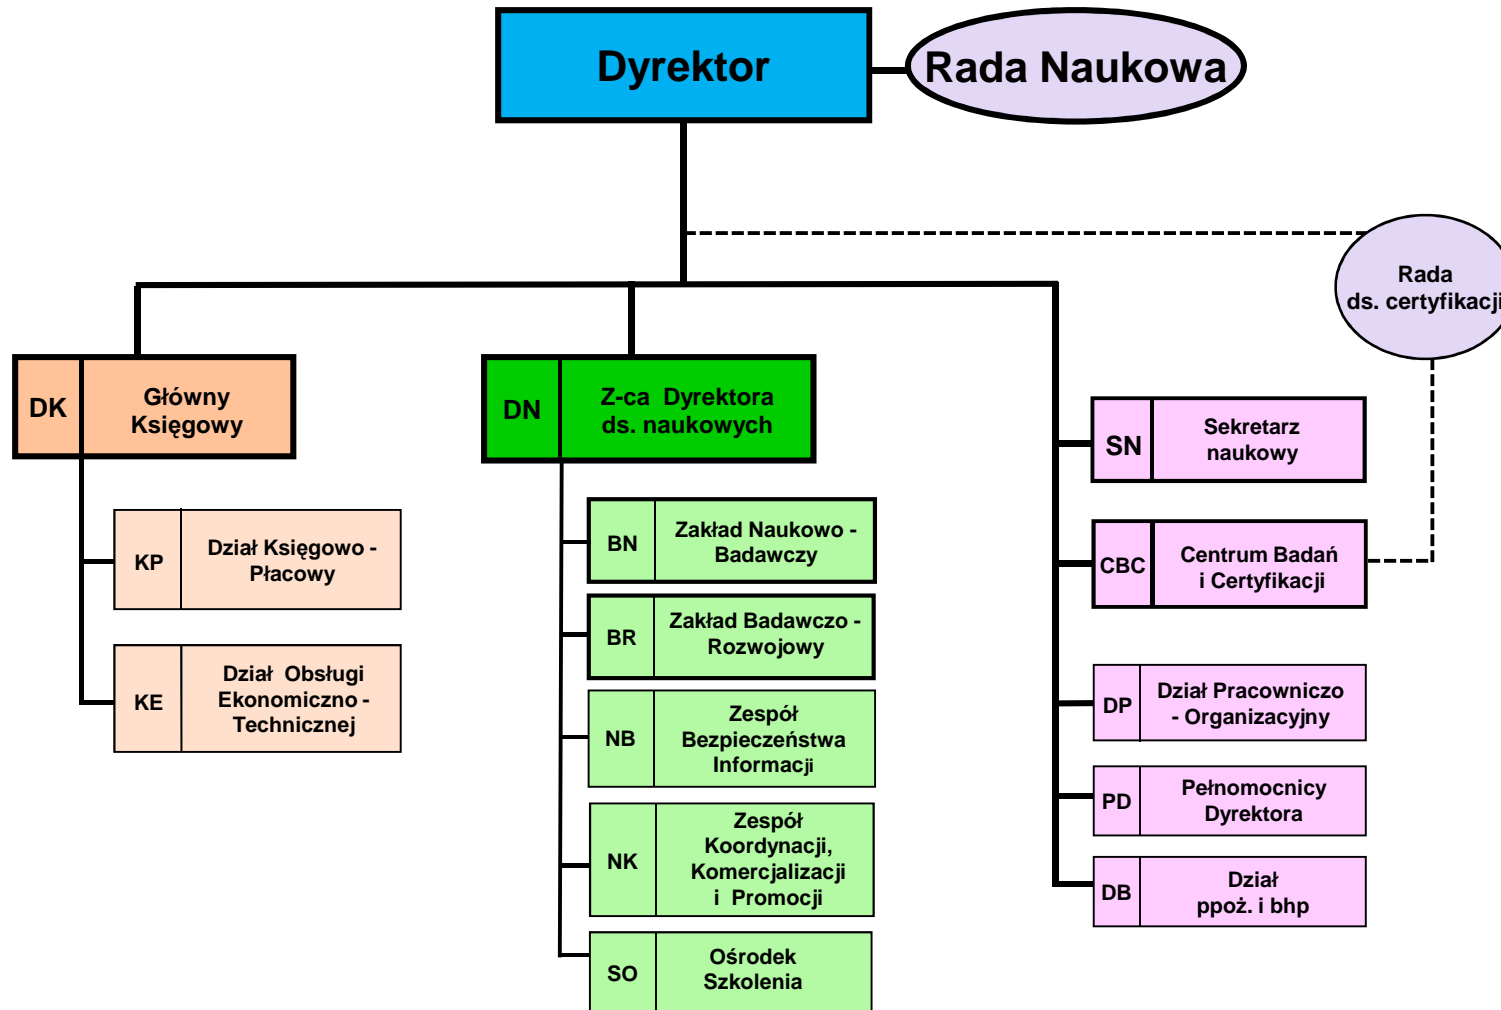 Dyrektor
Rada Naukowa
Rada
ds. certyfikacji
DK
Główny
Księgowy
KP
Dział Księgowo -
Płacowy
KE
Dział Obsługi
Ekonomiczno -
Technicznej
DN
Z-ca Dyrektora
ds. naukowych
BN
Zakład Naukowo -
Badawczy
BR
Zakład Badawczo -
Rozwojowy
NB
Zespół
Bezpieczeństwa
Informacji
NK
Zespół
Koordynacji,
Komercjalizacji
i Promocji
SO
Ośrodek
Szkolenia
SN
Sekretarz
naukowy
CBC
Centrum Badań
i Certyfikacji
DP
Dział Pracowniczo
- Organizacyjny
PD
Pełnomocnicy
Dyrektora
DB
Dział
ppoż. i bhp